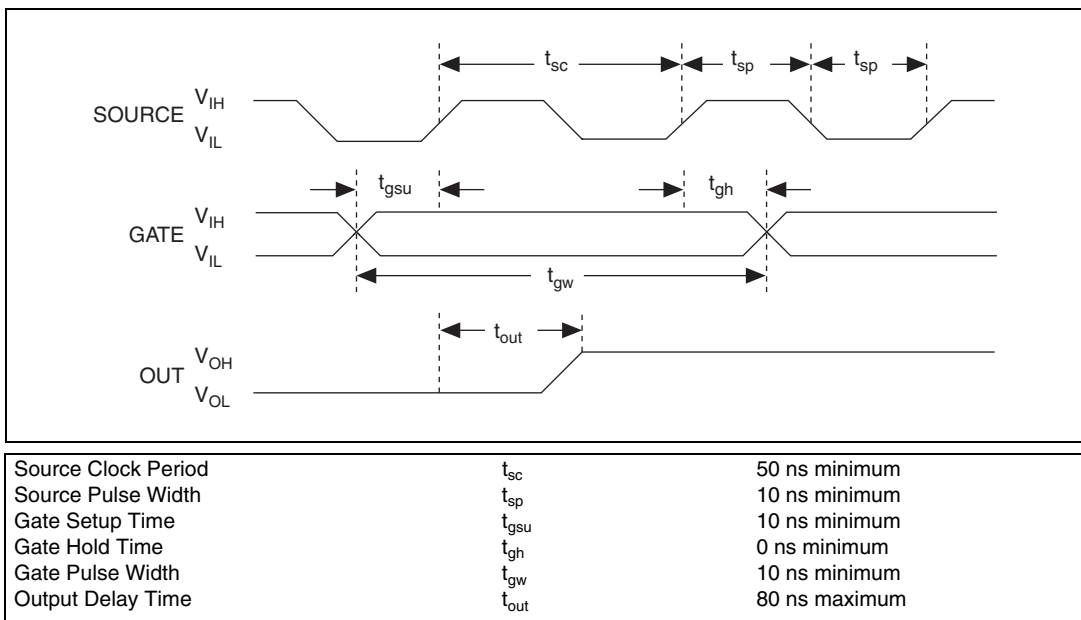 t_sc t_sp t_sp
V_IH
SOURCE
V_IL
t_gsu t_gh
V_IH
GATE
V_IL
t_gw
t_out
V_OH
OUT
V_OL
Source Clock Period t_sc 50 ns minimum
Source Pulse Width t_sp 10 ns minimum
Gate Setup Time t_gsu 10 ns minimum
Gate Hold Time t_gh 0 ns minimum
Gate Pulse Width t_gw 10 ns minimum
Output Delay Time t_out 80 ns maximum